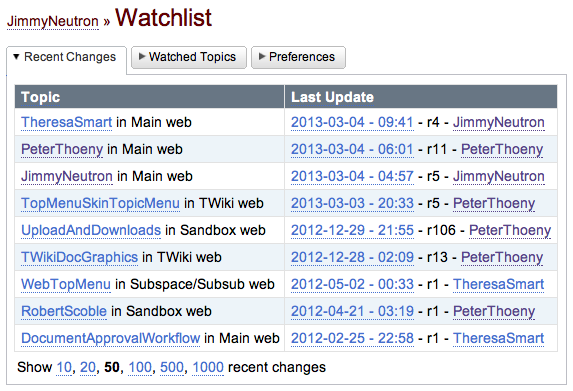 JimmyNeutron » Watchlist
▼ Recent Changes ▶ Watched Topics ▶ Preferences
Topic Last Update
TheresaSmart in Main web 2013-03-04 - 09:41 - r4 - JimmyNeutron
PeterThoeny in Main web 2013-03-04 - 06:01 - r11 - PeterThoeny
JimmyNeutron in Main web 2013-03-04 - 04:57 - r5 - JimmyNeutron
TopMenuSkinTopicMenu in TWiki web 2013-03-03 - 20:33 - r5 - PeterThoeny
UploadAndDownloads in Sandbox web 2012-12-29 - 21:55 - r106 - PeterThoeny
TWikiDocGraphics in TWiki web 2012-12-28 - 02:09 - r13 - PeterThoeny
WebTopMenu in Subspace/Subsub web 2012-05-02 - 00:33 - r1 - TheresaSmart
RobertScoble in Sandbox web 2012-04-21 - 03:19 - r1 - PeterThoeny
DocumentApprovalWorkflow in Main web 2012-02-25 - 22:58 - r1 - TheresaSmart
Show 10, 20, 50, 100, 500, 1000 recent changes